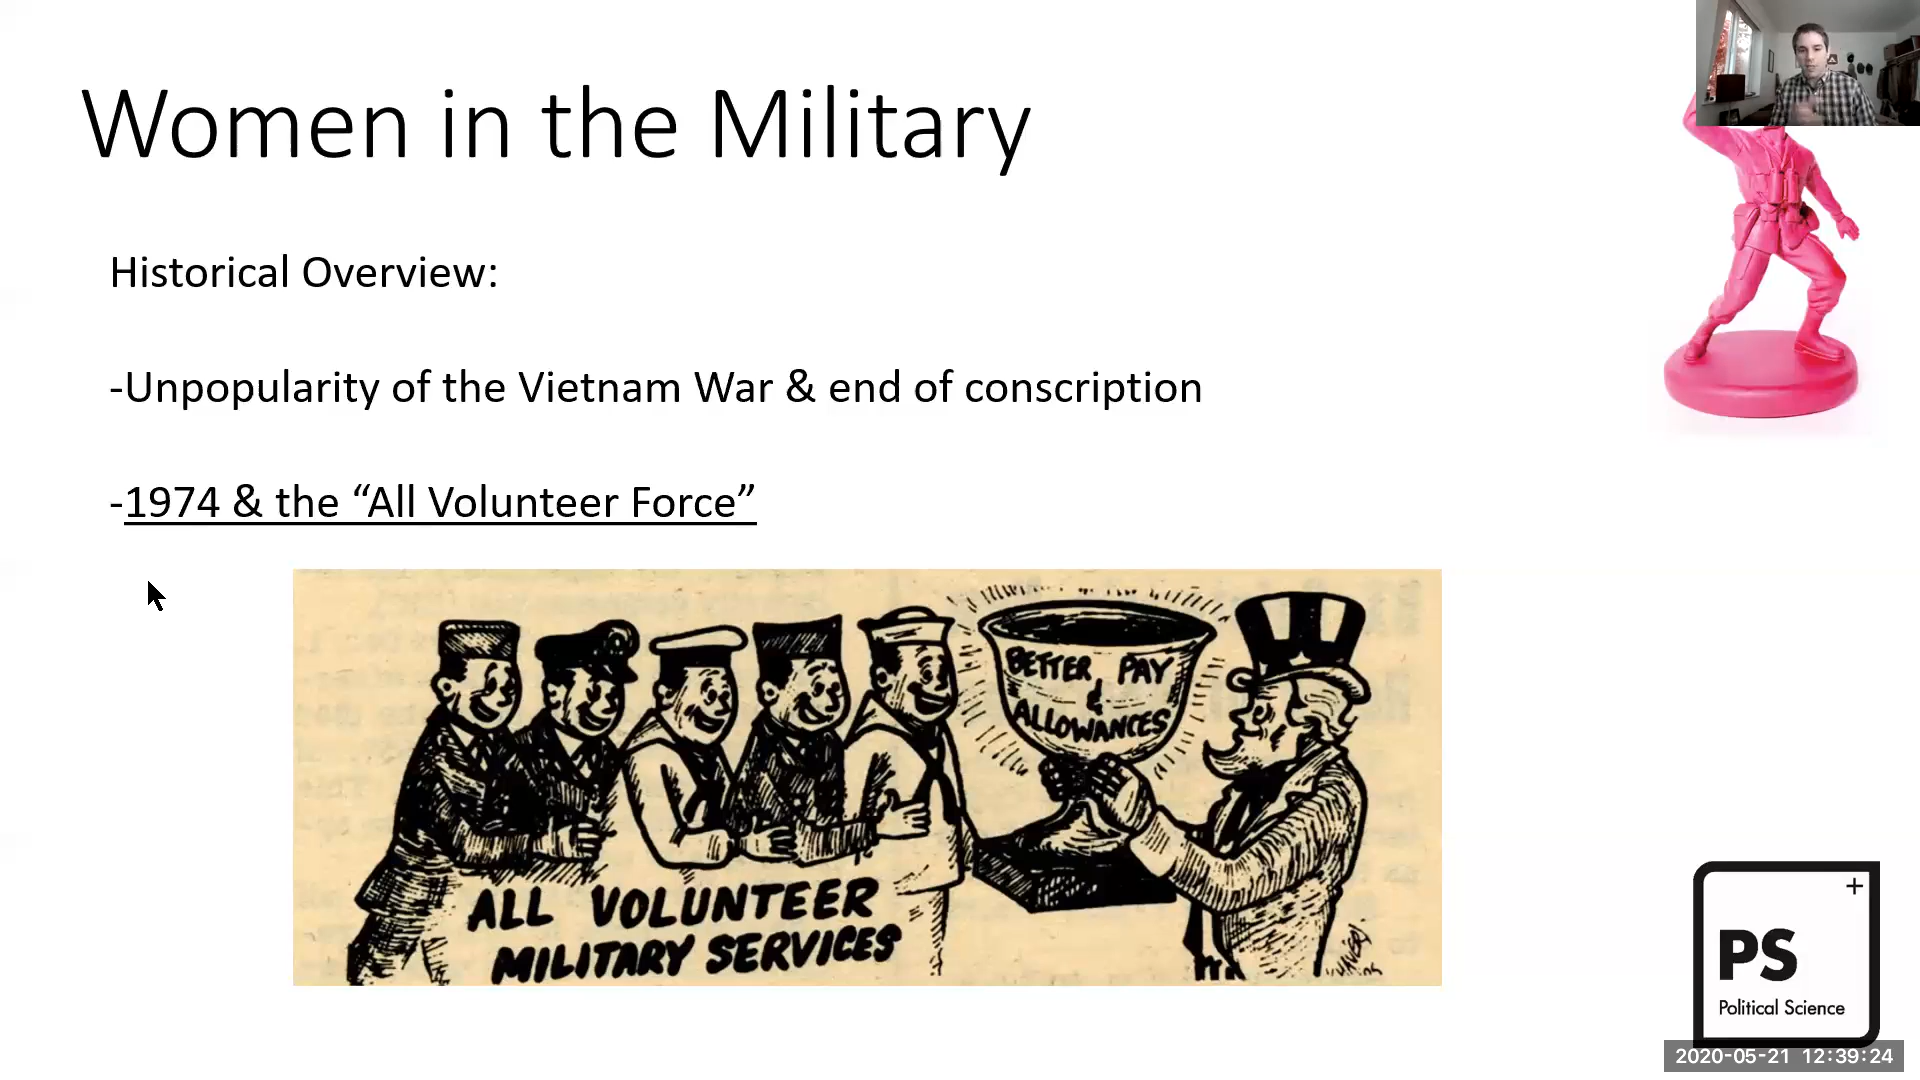 Women in the Military
Historical Overview:
-Unpopularity of the Vietnam War & end of conscription
-1974 & the “All Volunteer Force”
BETTER PAY
&
ALLOWANCES
ALL VOLUNTEER
MILITARY SERVICES
+
PS
Political Science
2020-05-21 12:39:24